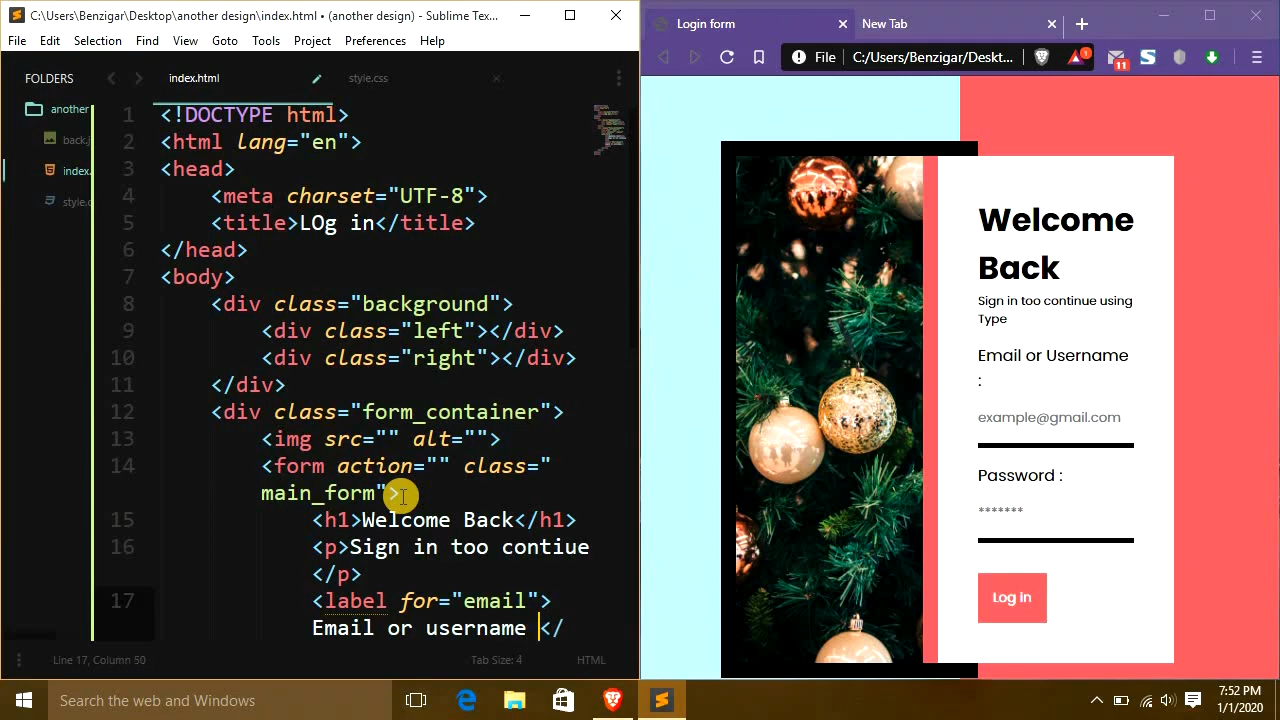 C:\Users\Benzigar\Desktop\another design\index.html • (another design) - Sublime Tex...
File Edit Selection Find View Goto Tools Project Preferences Help
FOLDERS
another
back.j
index.
style.c
index.html
style.css
1 <!DOCTYPE html>
2 <html lang="en">
3 <head>
4 <meta charset="UTF-8">
5 <title>LOg in</title>
6 </head>
7 <body>
8 <div class="background">
9 <div class="left"></div>
10 <div class="right"></div>
11 </div>
12 <div class="form_container">
13 <img src="" alt="">
14 <form action="" class="
main_form">
15 <h1>Welcome Back</h1>
16 <p>Sign in too contiue
</p>
17 <label for="email">
Email or username </
Line 17, Column 50
Tab Size: 4
HTML
Login form
New Tab
File C:/Users/Benzigar/Deskt...
1
11
Welcome
Back
Sign in too continue using
Type
Email or Username
:
example@gmail.com
Password :
*******
Log in
Search the web and Windows
7:52 PM
1/1/2020